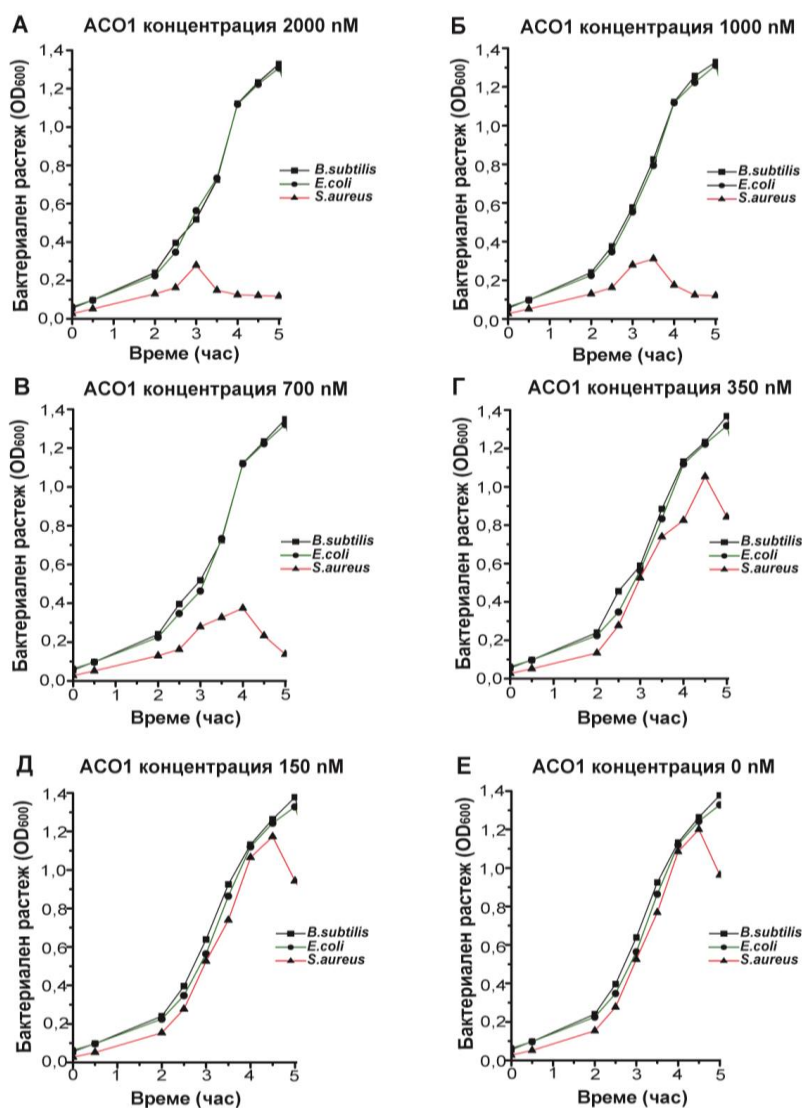 А
АСО1 концентрация 2000 nM
Бактериален растеж (OD600)
1,4
1,2
1,0
0,8
0,6
0,4
0,2
0,0
0 1 2 3 4 5
Време (час)
B.subtilis
E.coli
S.aureus
Б
АСО1 концентрация 1000 nM
Бактериален растеж (OD600)
1,4
1,2
1,0
0,8
0,6
0,4
0,2
0,0
0 1 2 3 4 5
Време (час)
B.subtilis
E.coli
S.aureus
В
АСО1 концентрация 700 nM
Бактериален растеж (OD600)
1,4
1,2
1,0
0,8
0,6
0,4
0,2
0,0
0 1 2 3 4 5
Време (час)
B.subtilis
E.coli
S.aureus
Г
АСО1 концентрация 350 nM
Бактериален растеж (OD600)
1,4
1,2
1,0
0,8
0,6
0,4
0,2
0,0
0 1 2 3 4 5
Време (час)
B.subtilis
E.coli
S.aureus
Д
АСО1 концентрация 150 nM
Бактериален растеж (OD600)
1,4
1,2
1,0
0,8
0,6
0,4
0,2
0,0
0 1 2 3 4 5
Време (час)
B.subtilis
E.coli
S.aureus
Е
АСО1 концентрация 0 nM
Бактериален растеж (OD600)
1,4
1,2
1,0
0,8
0,6
0,4
0,2
0,0
0 1 2 3 4 5
Време (час)
B.subtilis
E.coli
S.aureus